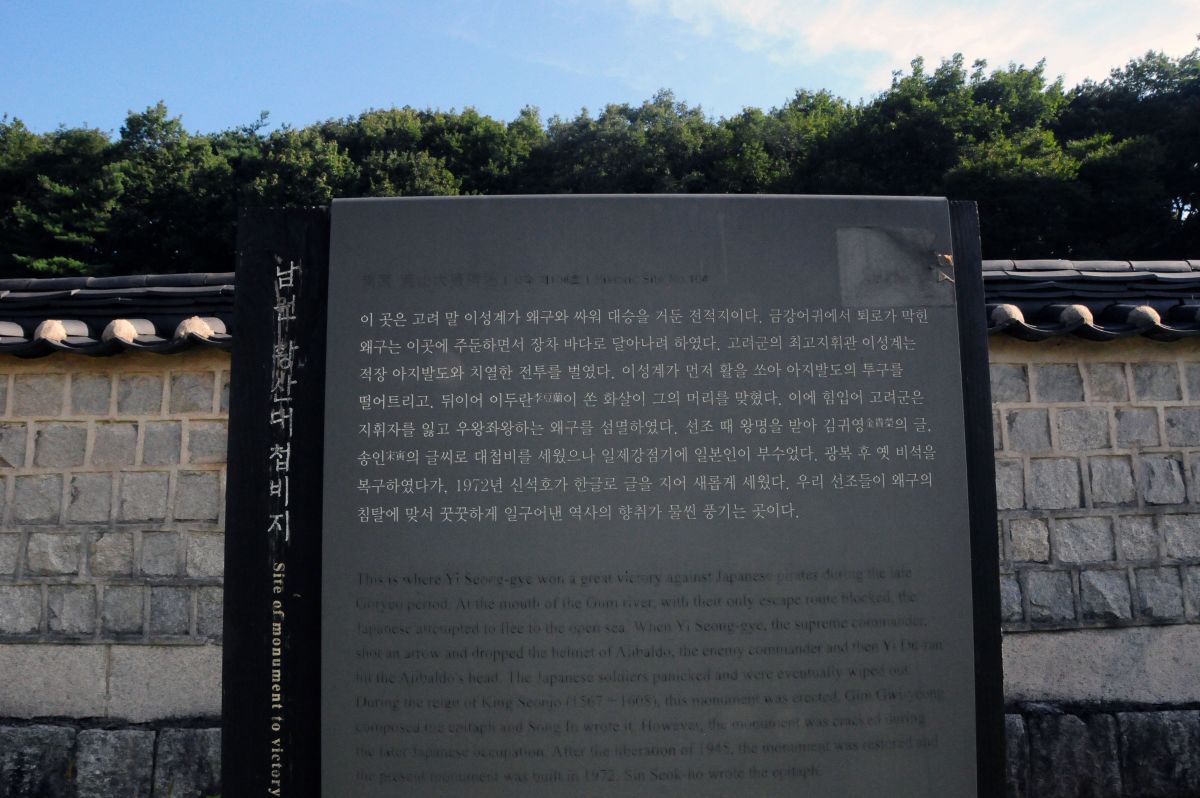 남원 황산대첩비지
Site of monument to victory
Historic Site No. 104
이 곳은 고려 말 이성계가 왜구와 싸워 대승을 거둔 전적지이다. 금강어귀에서 퇴로가 막힌
왜구는 이곳에 주둔하면서 장차 바다로 달아나려 하였다. 고려군의 최고지휘관 이성계는
적장 아지발도와 치열한 전투를 벌였다. 이성계가 먼저 활을 쏘아 아지발도의 투구를
떨어트리고, 뒤이어 이두란李豆蘭이 쏜 화살이 그의 머리를 맞혔다. 이에 힘입어 고려군은
지휘자를 잃고 우왕좌왕하는 왜구를 섬멸하였다. 선조 때 왕명을 받아 김귀영金貴榮의 글,
송인宋寅의 글씨로 대첩비를 세웠으나 일제강점기에 일본인이 부수었다. 광복 후 옛 비석을
복구하였다가, 1972년 신석호가 한글로 글을 지어 새롭게 세웠다. 우리 선조들이 왜구의
침탈에 맞서 꿋꿋하게 일구어낸 역사의 향취가 물씬 풍기는 곳이다.
This is where Yi Seong-gye won a great victory against Japanese pirates during the late
Goryeo period. At the mouth of the Gum river, with their only escape route blocked, the
Japanese attempted to flee to the open sea. When Yi Seong-gye, the supreme commander,
shot an arrow and dropped the helmet of Ajibaldo, the enemy commander and then Yi Du-ran
hit the Ajibaldo's head. The Japanese soldiers panicked and were eventually wiped out.
During the reign of King Seonjo (1567 ~ 1608), this monument was erected. Gim Gwi-yeong
composed the epitaph and Song In wrote it. However, the monument was cracked during
the later Japanese occupation. After the liberation of 1945, the monument was restored and
the present monument was built in 1972. Sin Seok-ho wrote the epitaph.